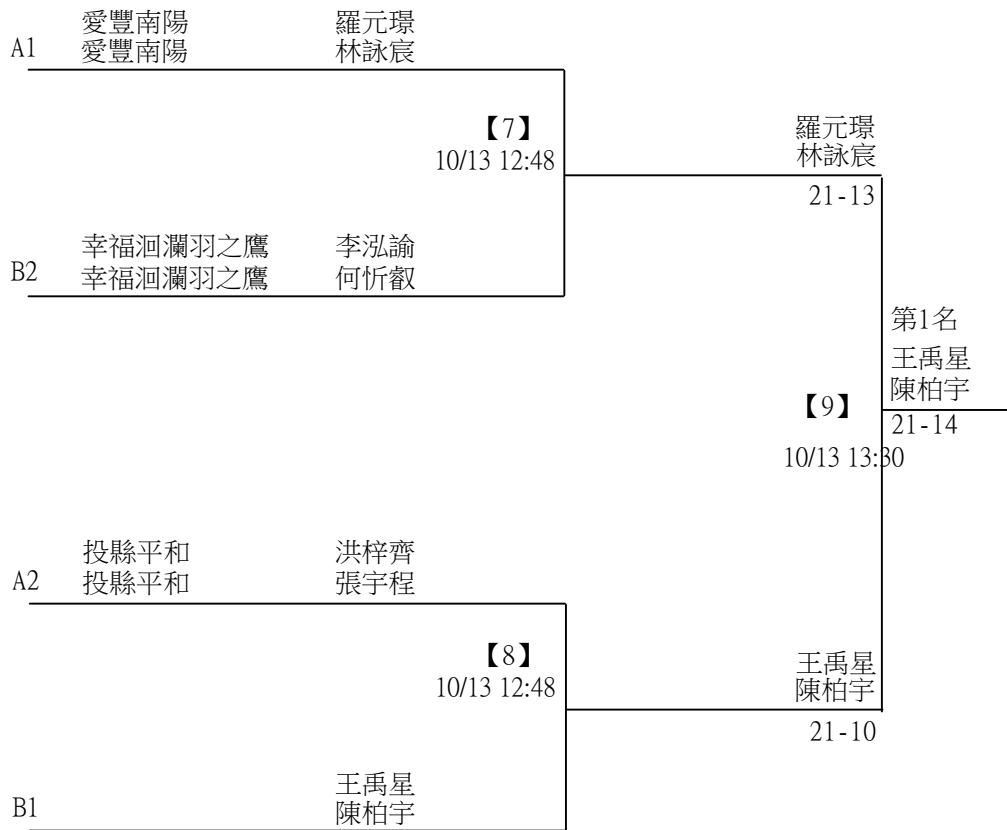 愛豐南陽 羅元璟
A1 愛豐南陽 林詠宸
【7】
10/13 12:48
羅元璟
林詠宸
21-13
幸福洄瀾羽之鷹 李泓諭
B2 幸福洄瀾羽之鷹 何忻叡
第1名
王禹星
陳柏宇
【9】
21-14
10/13 13:30
投縣平和 洪梓齊
A2 投縣平和 張宇程
【8】
10/13 12:48
王禹星
陳柏宇
21-10
王禹星
B1 陳柏宇